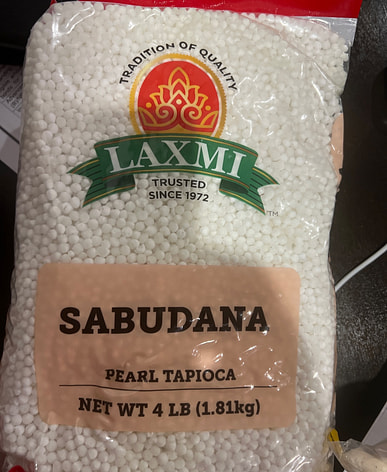 TRADITION OF QUALITY
LAXMI
TRUSTED
SINCE 1972
TM
SABUDANA
PEARL TAPIOCA
NET WT 4 LB (1.81kg)